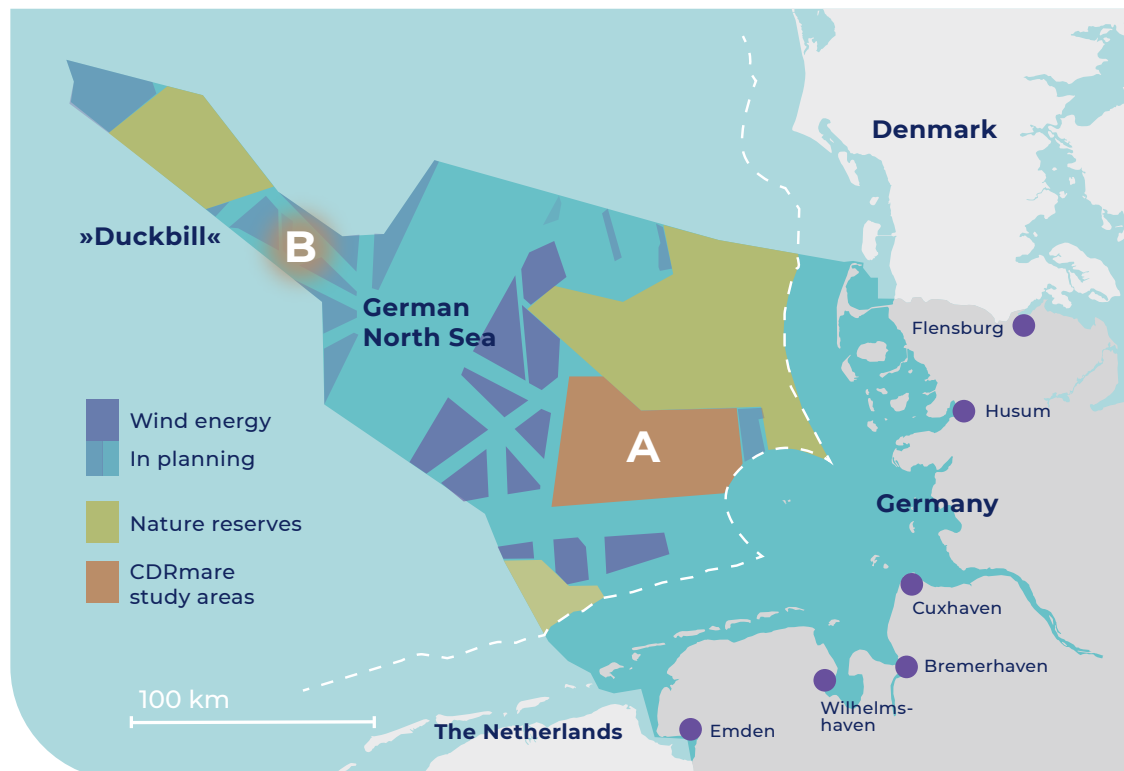 Denmark
»Duckbill«
B
German
North Sea
Flensburg
Husum
Wind energy
In planning
A
Germany
Nature reserves
CDRmare
study areas
Cuxhaven
Bremerhaven
100 km
Wilhelms-
haven
The Netherlands
Emden